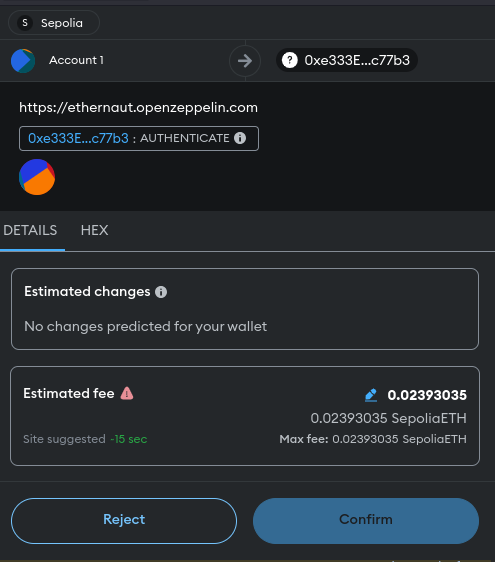 S Sepolia
Account 1
? 0xe333E...c77b3
https://ethernaut.openzeppelin.com
0xe333E...c77b3 : AUTHENTICATE
DETAILS HEX
Estimated changes
No changes predicted for your wallet
Estimated fee 0.02393035
0.02393035 SepoliaETH
Site suggested ~15 sec Max fee: 0.02393035 SepoliaETH
Reject Confirm